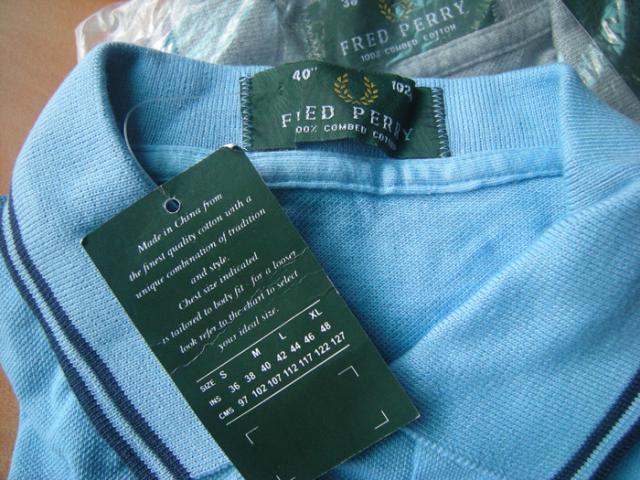 38
FRED PERRY
100% COMBED COTTON
40" 102
FRED PERRY
00% COMBED COTTON
Made in China from
the finest quality cotton with a
unique combination of tradition
and style.
Chest size indicated
is tailored to body fit - for a looser
look refer to the chart to select
your ideal size.
SIZE S M L XL
INS 36 38 40 42 44 46 48
CMS 97 102 107 112 117 122 127